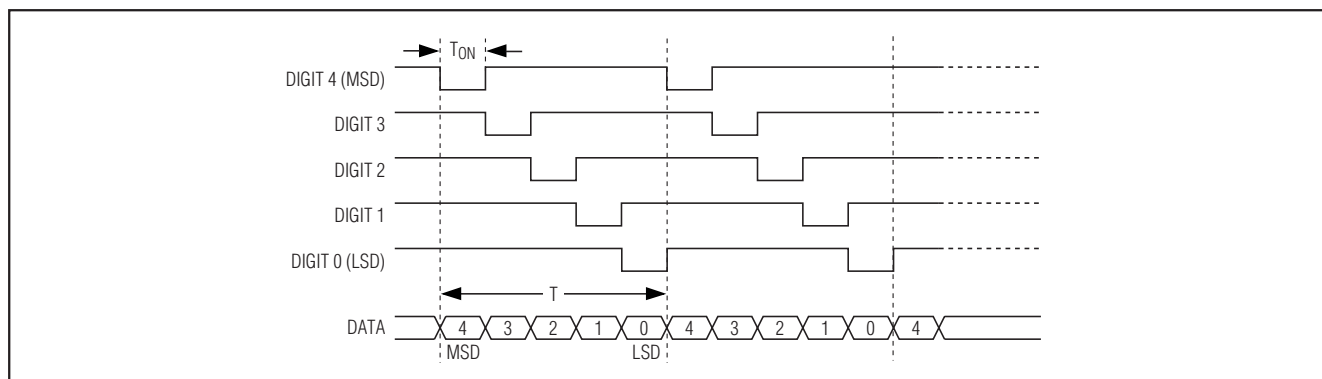 TON
DIGIT 4 (MSD)
DIGIT 3
DIGIT 2
DIGIT 1
DIGIT 0 (LSD)
T
DATA 4 3 2 1 0 4 3 2 1 0 4
MSD LSD